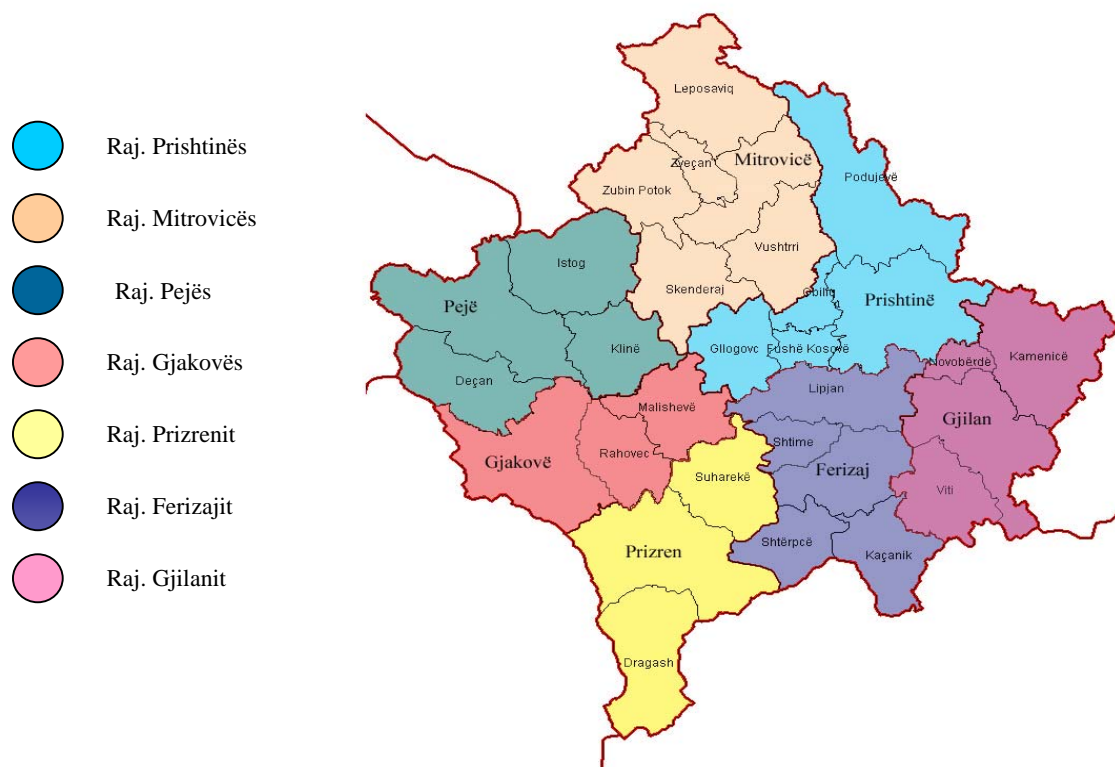 Raj. Prishtinës
Raj. Mitrovicës
Raj. Pejës
Raj. Gjakovës
Raj. Prizrenit
Raj. Ferizajit
Raj. Gjilanit
Leposaviq
Zveçan
Mitrovicë
Podujevë
Zubin Potok
Vushtrri
Istog
Skenderaj
Obiliq
Prishtinë
Pejë
Klinë
Gllogovc
Fushë Kosovë
Novobërdë
Kamenicë
Deçan
Lipjan
Malishevë
Gjilan
Shtime
Gjakovë
Rahovec
Ferizaj
Suharekë
Viti
Prizren
Shtërpcë
Kaçanik
Dragash